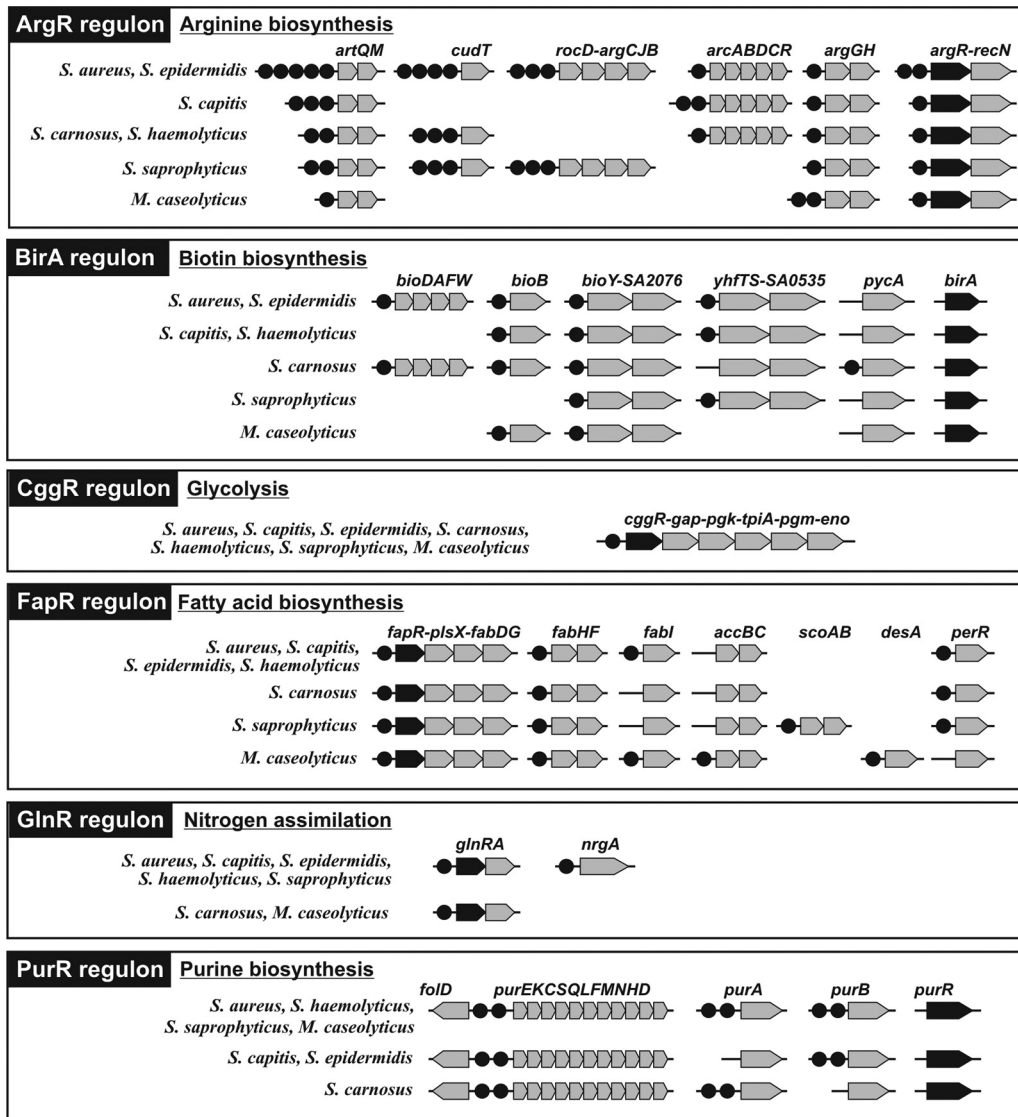 ArgR regulon Arginine biosynthesis
artQM cudT rocD-argCJB arcABDCR argGH argR-recN
S. aureus, S. epidermidis
S. capitis
S. carnosus, S. haemolyticus
S. saprophyticus
M. caseolyticus
BirA regulon Biotin biosynthesis
bioDAFW bioB bioY-SA2076 yhfTS-SA0535 pycA birA
S. aureus, S. epidermidis
S. capitis, S. haemolyticus
S. carnosus
S. saprophyticus
M. caseolyticus
CggR regulon Glycolysis
cggR-gap-pgk-tpiA-pgm-eno
S. aureus, S. capitis, S. epidermidis, S. carnosus,
S. haemolyticus, S. saprophyticus, M. caseolyticus
FapR regulon Fatty acid biosynthesis
fapR-plsX-fabDG fabHF fabI accBC scoAB desA perR
S. aureus, S. capitis,
S. epidermidis, S. haemolyticus
S. carnosus
S. saprophyticus
M. caseolyticus
GlnR regulon Nitrogen assimilation
glnRA nrgA
S. aureus, S. capitis, S. epidermidis,
S. haemolyticus, S. saprophyticus
S. carnosus, M. caseolyticus
PurR regulon Purine biosynthesis
folD purEKCSQLFMNHD purA purB purR
S. aureus, S. haemolyticus,
S. saprophyticus, M. caseolyticus
S. capitis, S. epidermidis
S. carnosus